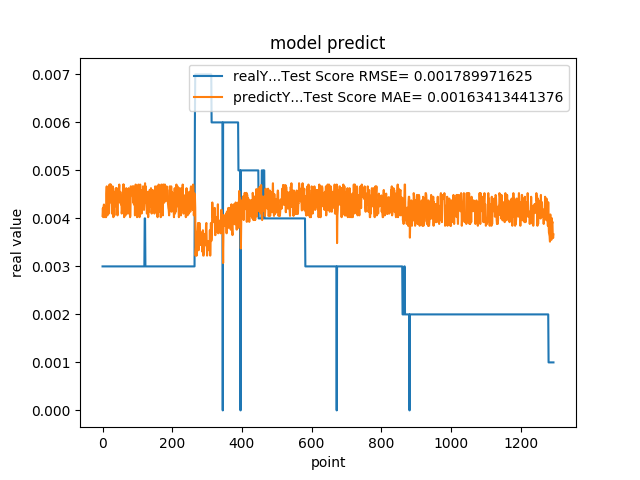 model predict
realY...Test Score RMSE= 0.001789971625
predictY...Test Score MAE= 0.00163413441376
0.007
0.006
0.005
0.004
0.003
0.002
0.001
0.000
real value
0 200 400 600 800 1000 1200
point